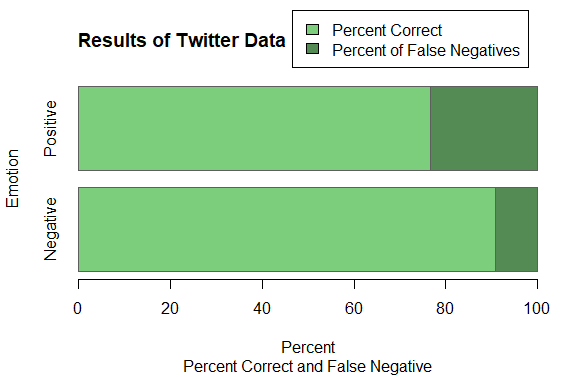 Results of Twitter Data
Percent Correct
Percent of False Negatives
Emotion
Positive
Negative
0 20 40 60 80 100
Percent
Percent Correct and False Negative